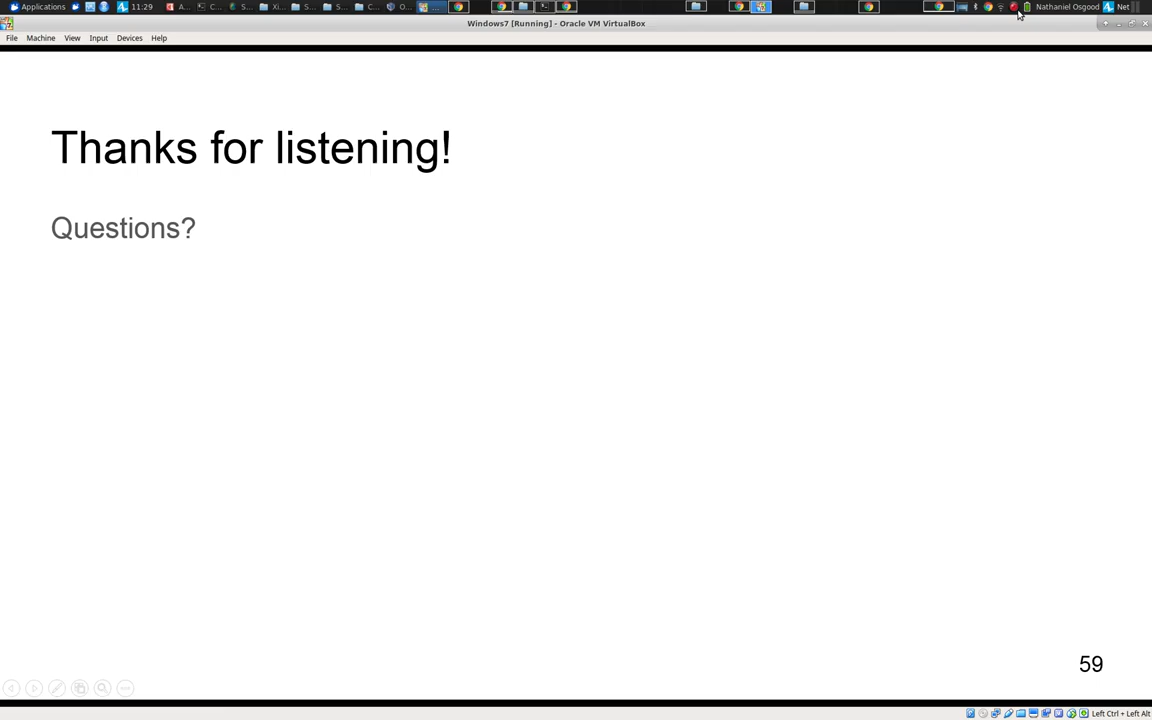 Applications
11:29
A...
C...
S...
Xi...
S...
S...
C...
O...
...
Nathaniel Osgood
Net
Windows7 [Running] - Oracle VM VirtualBox
File Machine View Input Devices Help
Thanks for listening!
Questions?
59
Left Ctrl + Left Alt